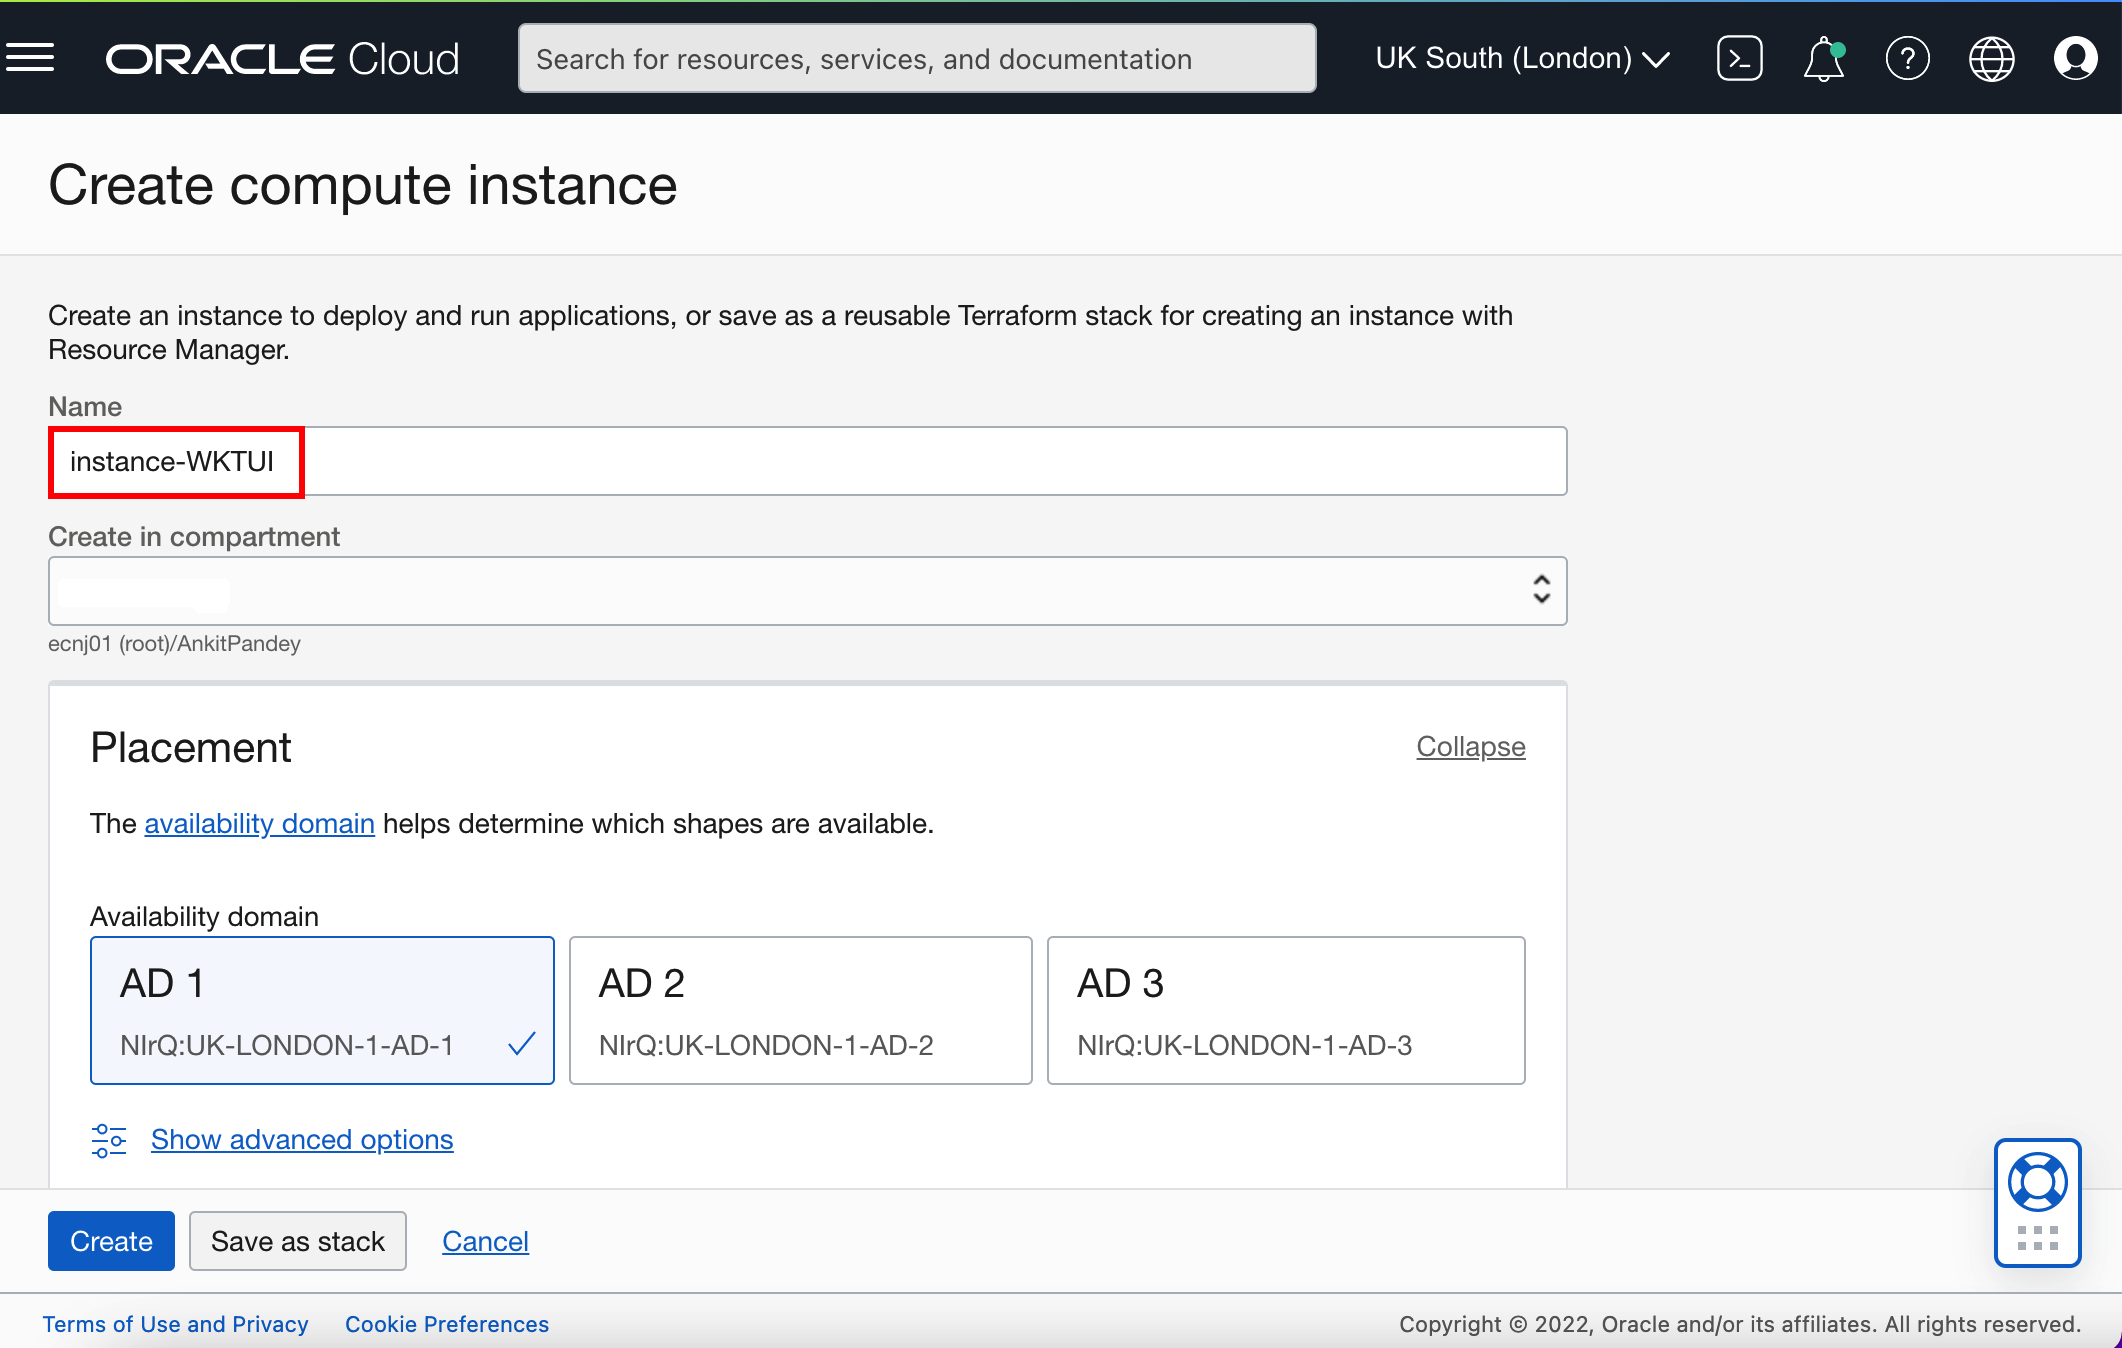 ORACLE Cloud
Search for resources, services, and documentation
UK South (London)
Create compute instance
Create an instance to deploy and run applications, or save as a reusable Terraform stack for creating an instance with
Resource Manager.
Name
instance-WKTUI
Create in compartment
ecnj01 (root)/AnkitPandey
Placement
Collapse
The availability domain helps determine which shapes are available.
Availability domain
AD 1
AD 2
AD 3
NIrQ:UK-LONDON-1-AD-1
NIrQ:UK-LONDON-1-AD-2
NIrQ:UK-LONDON-1-AD-3
Show advanced options
Create
Save as stack
Cancel
Terms of Use and Privacy
Cookie Preferences
Copyright © 2022, Oracle and/or its affiliates. All rights reserved.